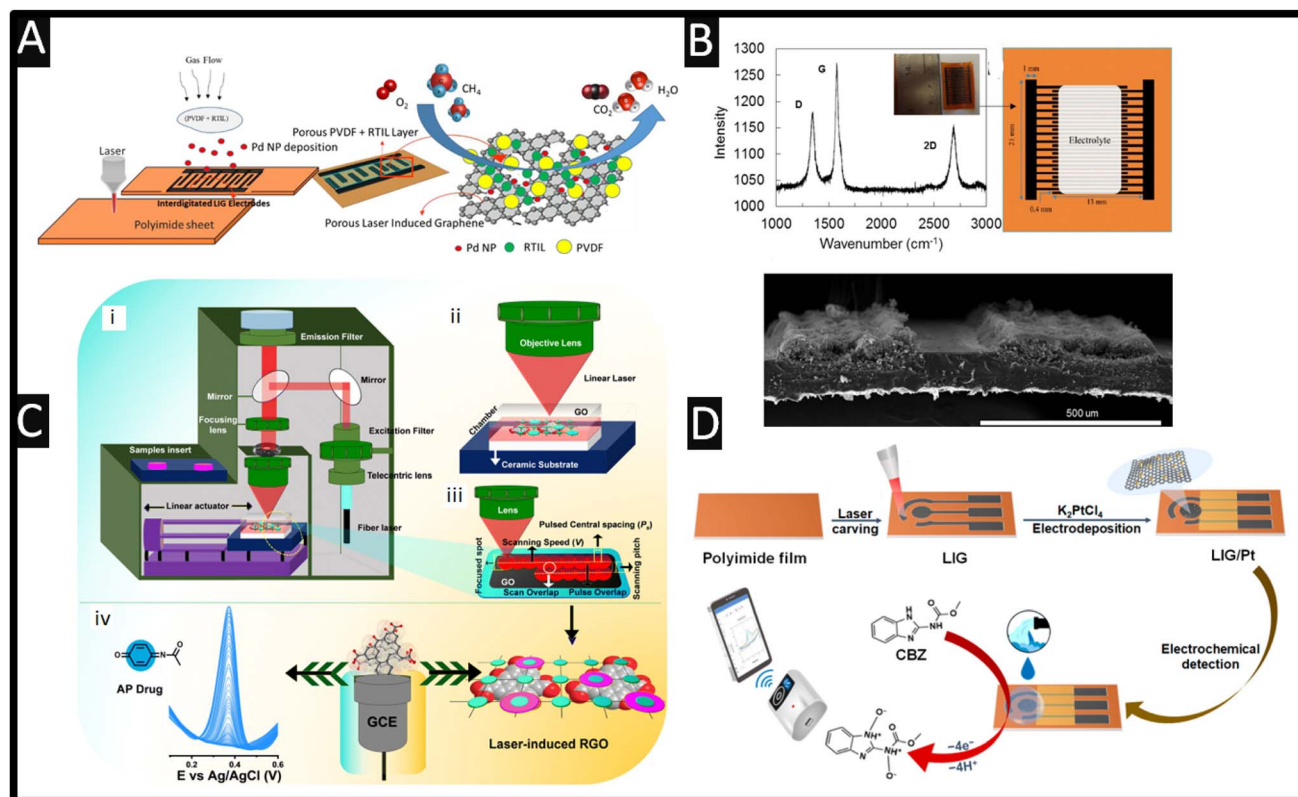 A
Gas Flow
(PVDF + RTIL)
Pd NP deposition
Laser
Interdigitated LIG Electrodes
Polyimide sheet
O₂
CH₄
CO₂
H₂O
Porous PVDF + RTIL Layer
Porous Laser Induced Graphene
Pd NP
RTIL
PVDF
B
1300
1250
1200
1150
1100
1050
1000
Intensity
D
G
2D
1000
1500
2000
2500
3000
Wavenumber (cm⁻¹)
1 mm
21 mm
Electrolyte
0.4 mm
13 mm
500 um
C
i
Emission Filter
Mirror
Mirror
Focusing
lens
Excitation Filter
Samples insert
Telecentric lens
Linear actuator
Fiber laser
ii
Objective Lens
Linear Laser
GO
Chamber
Ceramic Substrate
iii
Lens
Pulsed Central spacing (Pₛ)
Scanning Speed (V)
Focused spot
Scanning pitch
GO
Scan Overlap
Pulse Overlap
iv
AP Drug
0.2
0.4
0.6
E vs Ag/AgCl (V)
GCE
Laser-induced RGO
D
Polyimide film
Laser
carving
LIG
K₂PtCl₄
Electrodeposition
LIG/Pt
CBZ
Electrochemical
detection
−4e⁻
−4H⁺